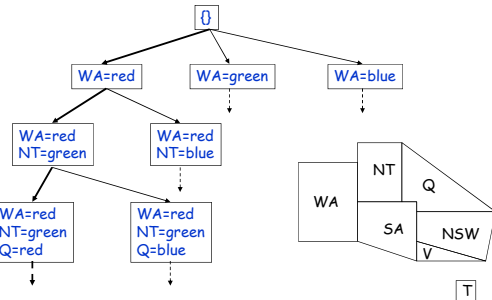 {}
WA=red
WA=green
WA=blue
WA=red
NT=green
WA=red
NT=blue
WA=red
NT=green
Q=red
WA=red
NT=green
Q=blue
NT
Q
WA
SA
NSW
V
T